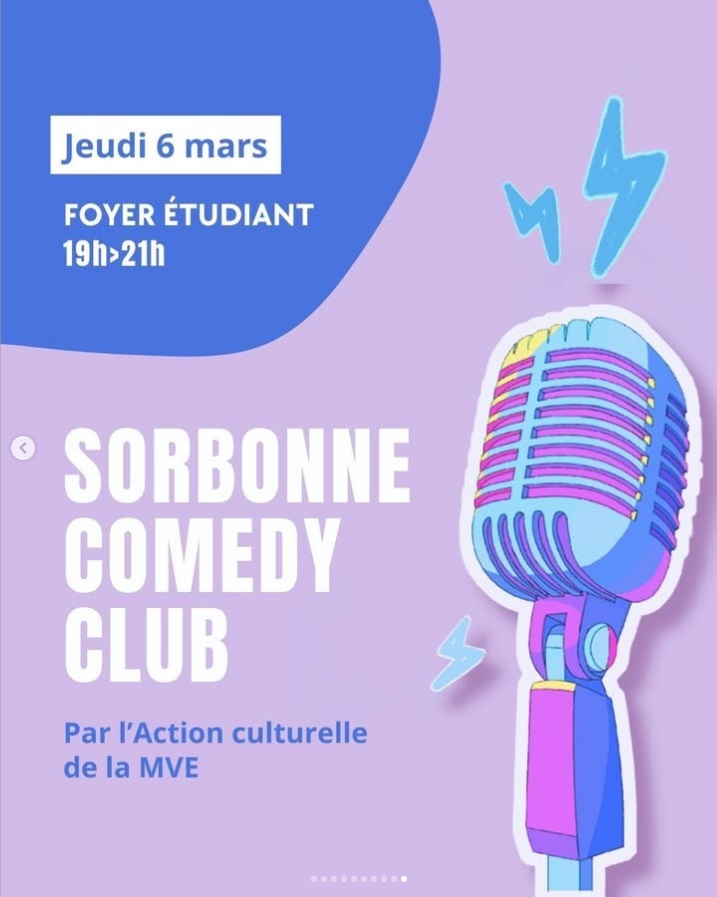 Jeudi 6 mars
FOYER ÉTUDIANT
19h>21h
SORBONNE
COMEDY
CLUB
Par l’Action culturelle
de la MVE